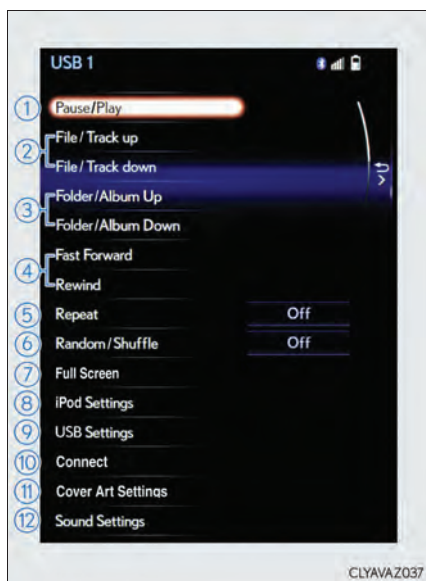 USB 1
① Pause/Play
② File/Track up
File/Track down
③ Folder/Album Up
Folder/Album Down
④ Fast Forward
Rewind
⑤ Repeat Off
⑥ Random/Shuffle Off
⑦ Full Screen
⑧ iPod Settings
⑨ USB Settings
⑩ Connect
⑪ Cover Art Settings
⑫ Sound Settings
CLYAVAZ037